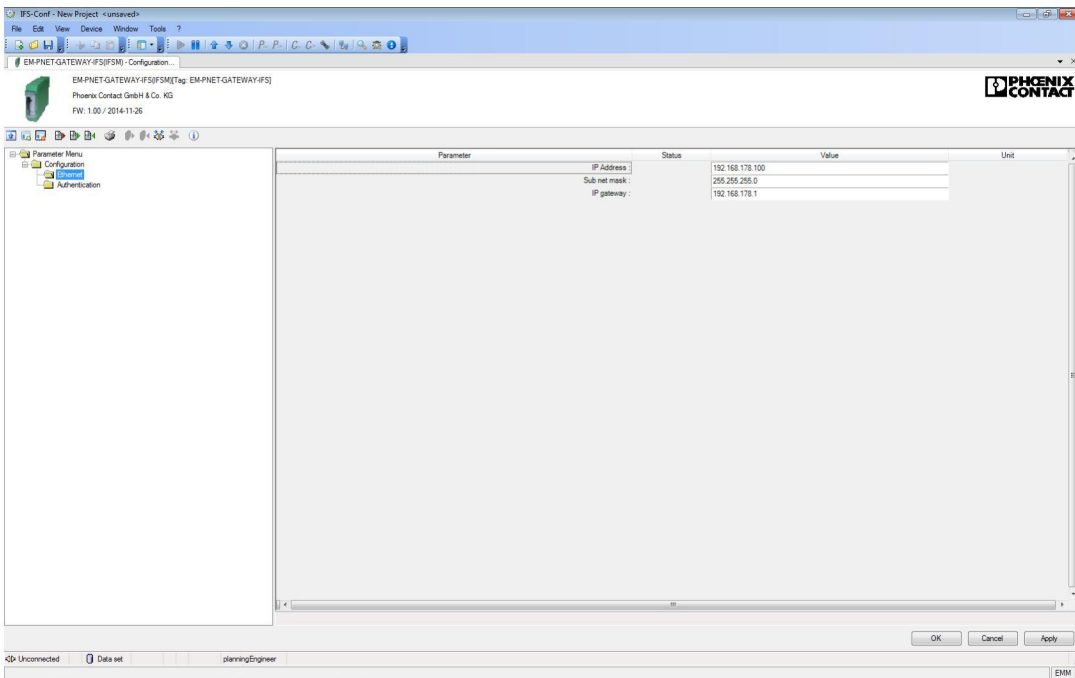 IFS-Conf - New Project <unsaved>
File Edit View Device Window Tools ?
EM-PNET-GATEWAY-IFS(IFSM) - Configuration...
EM-PNET-GATEWAY-IFS(IFSM)[Tag: EM-PNET-GATEWAY-IFS]
Phoenix Contact GmbH & Co. KG
FW: 1.00 / 2014-11-26
PHŒNIX
CONTACT
Parameter Menu
Configuration
Ethernet
Authentication
Parameter Status Value Unit
IP Address : 192.168.178.100
Sub net mask : 255.255.255.0
IP gateway : 192.168.178.1
OK Cancel Apply
Unconnected Data set planningEngineer
EMM